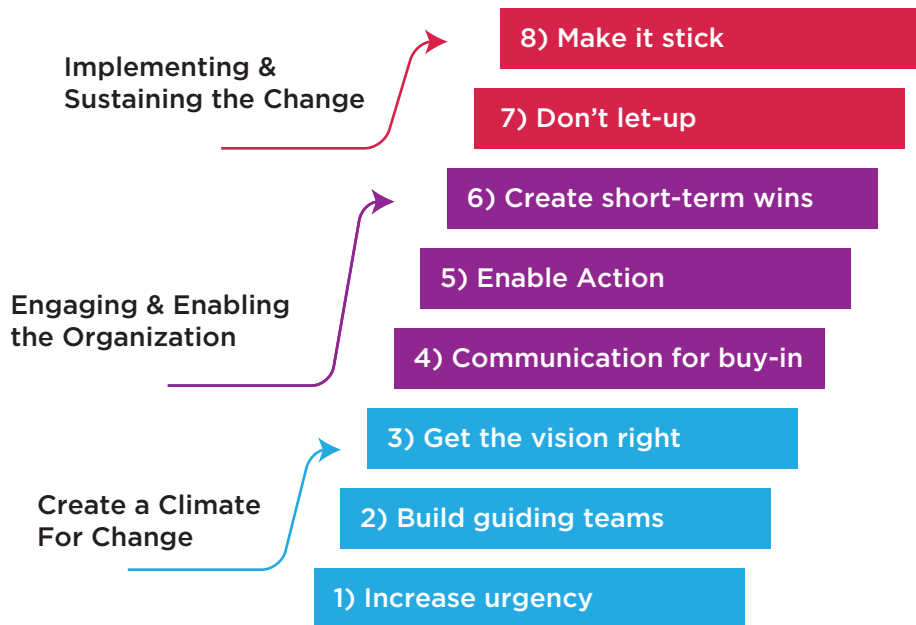 8) Make it stick
Implementing &
Sustaining the Change
7) Don’t let-up
6) Create short-term wins
5) Enable Action
Engaging & Enabling
the Organization
4) Communication for buy-in
3) Get the vision right
Create a Climate
For Change
2) Build guiding teams
1) Increase urgency